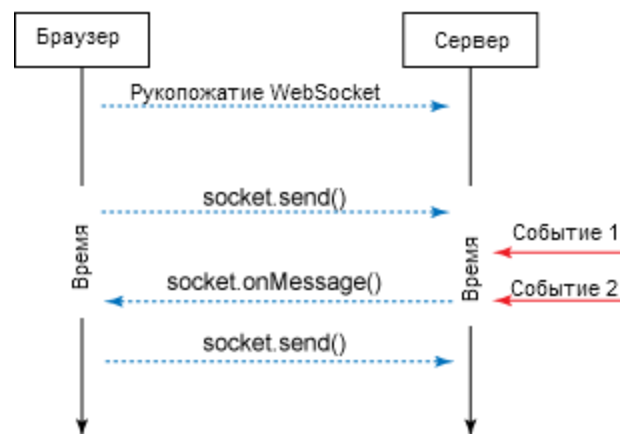 Браузер
Сервер
Рукопожатие WebSocket
socket.send()
Событие 1
Время
Время
socket.onMessage()
Событие 2
socket.send()